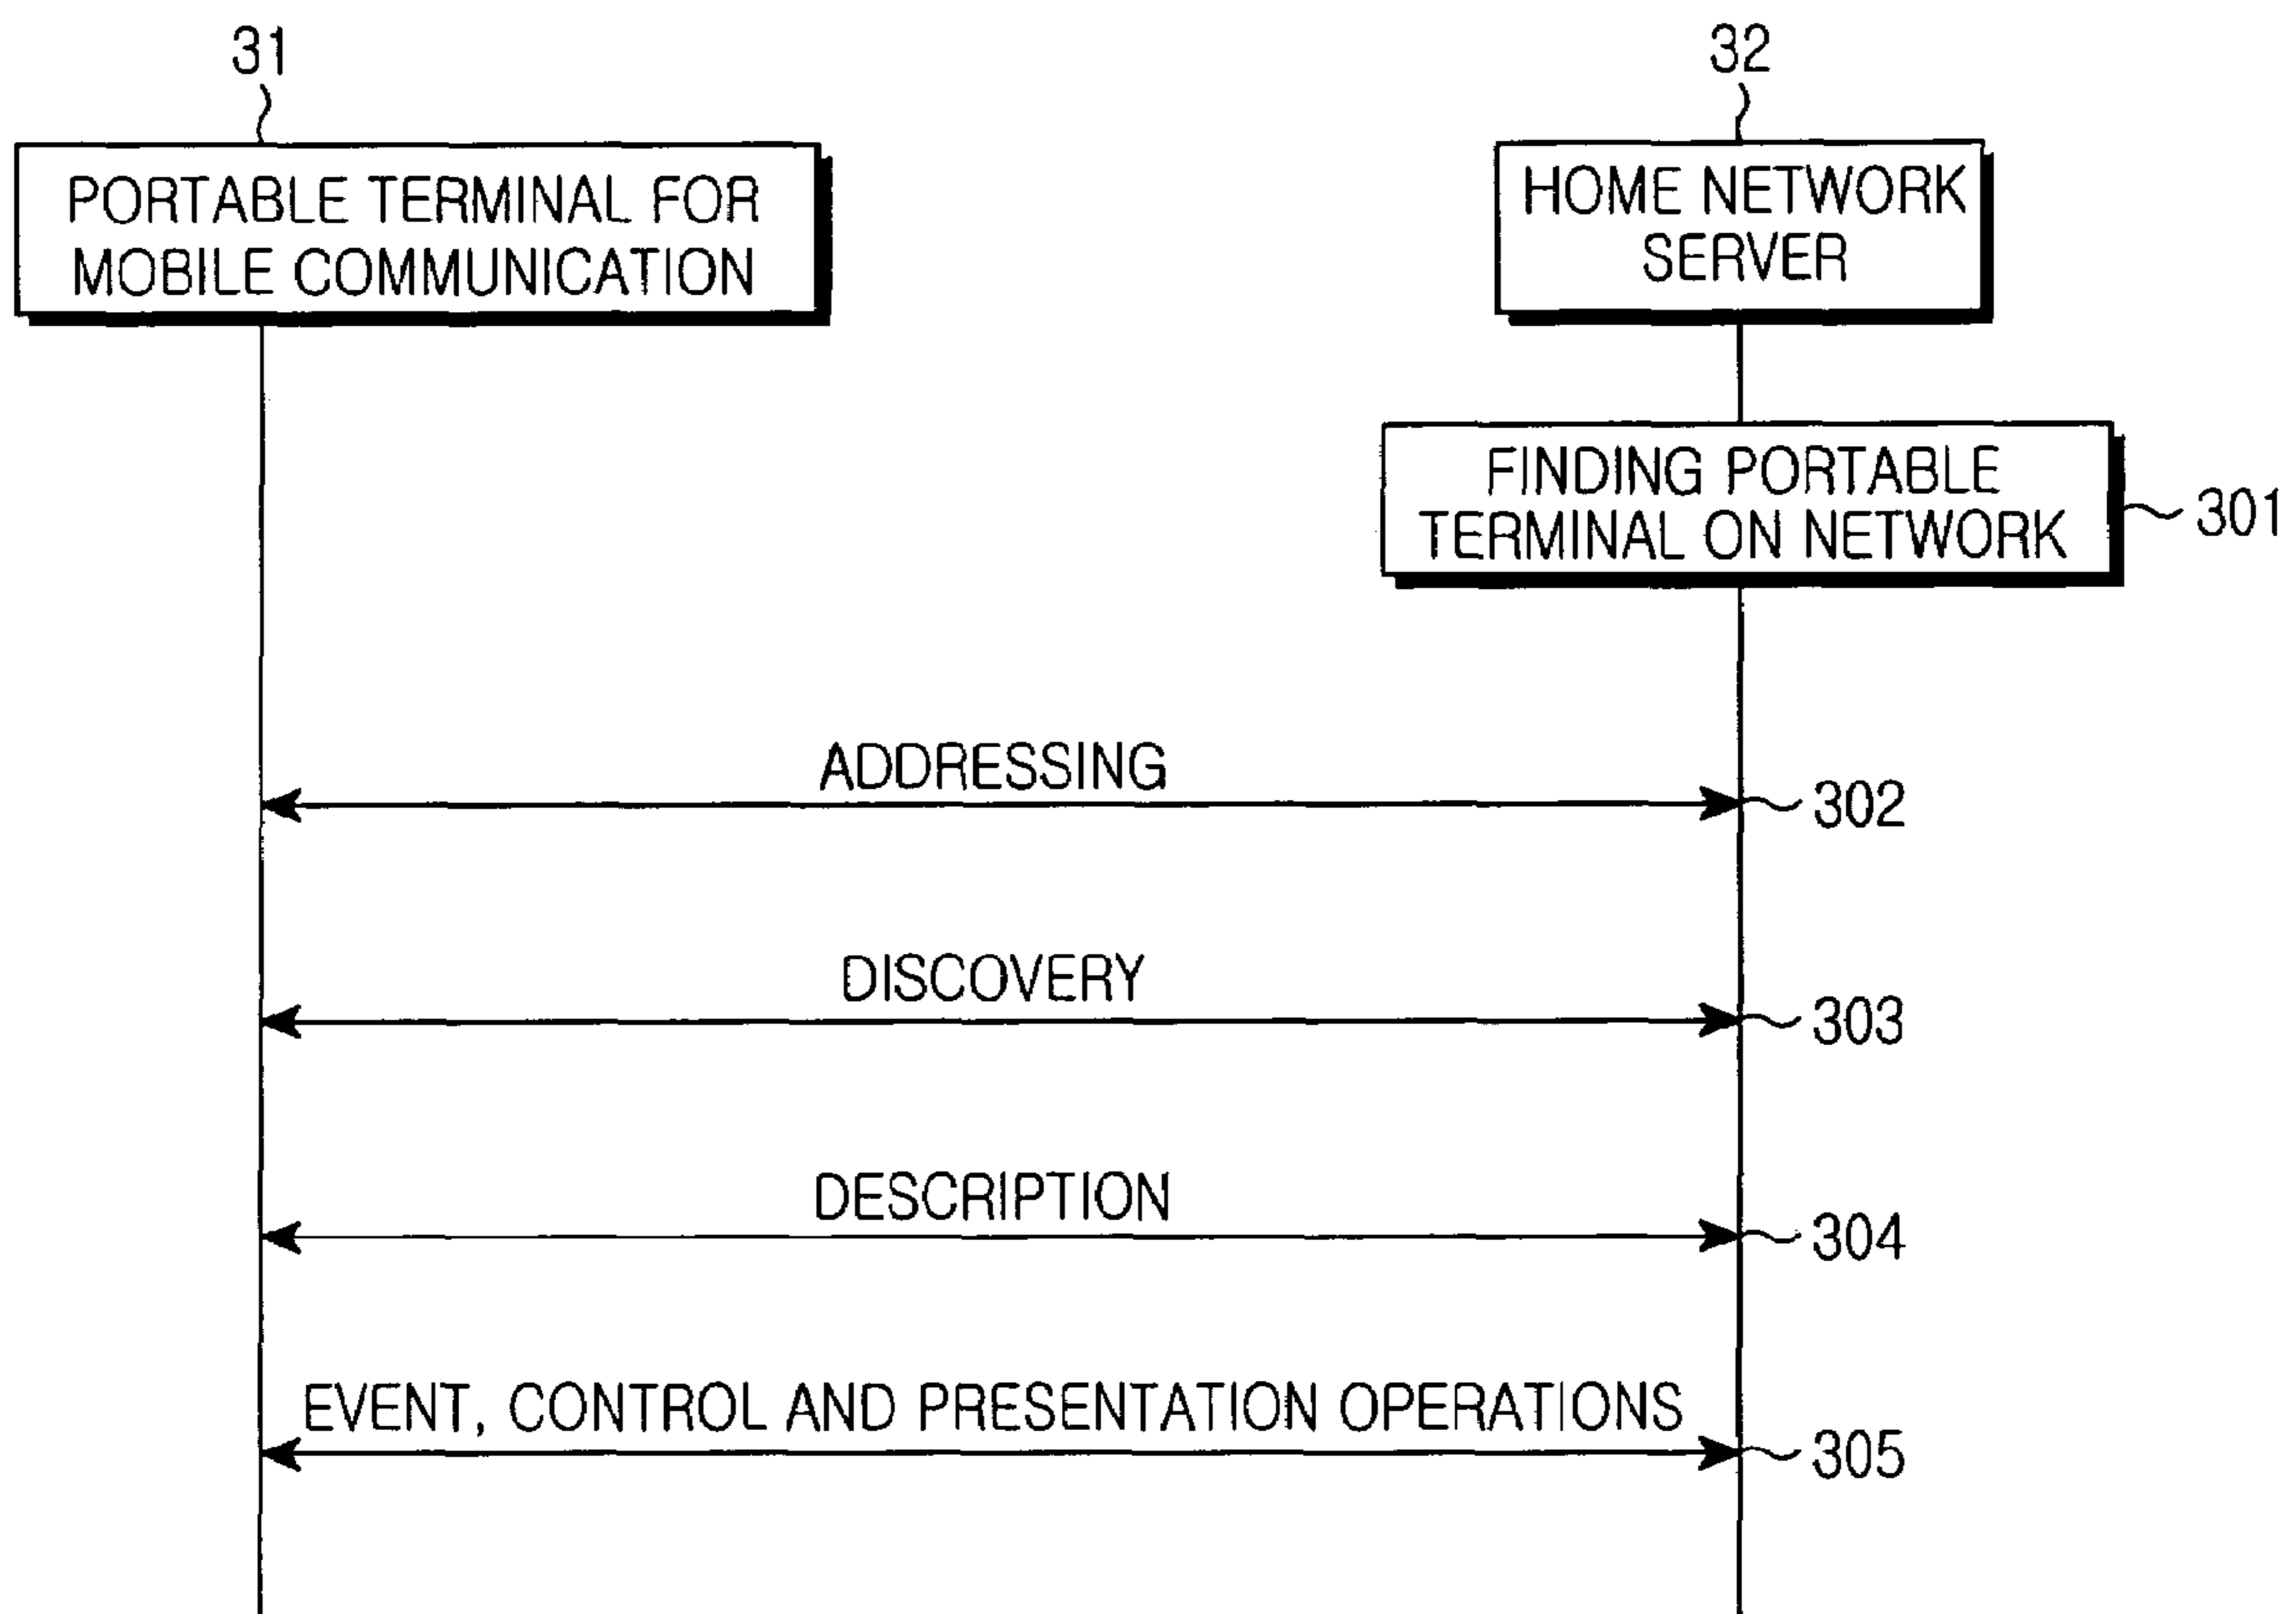 31
32
PORTABLE TERMINAL FOR
MOBILE COMMUNICATION
HOME NETWORK
SERVER
FINDING PORTABLE
TERMINAL ON NETWORK
301
ADDRESSING
302
DISCOVERY
303
DESCRIPTION
304
EVENT, CONTROL AND PRESENTATION OPERATIONS
305